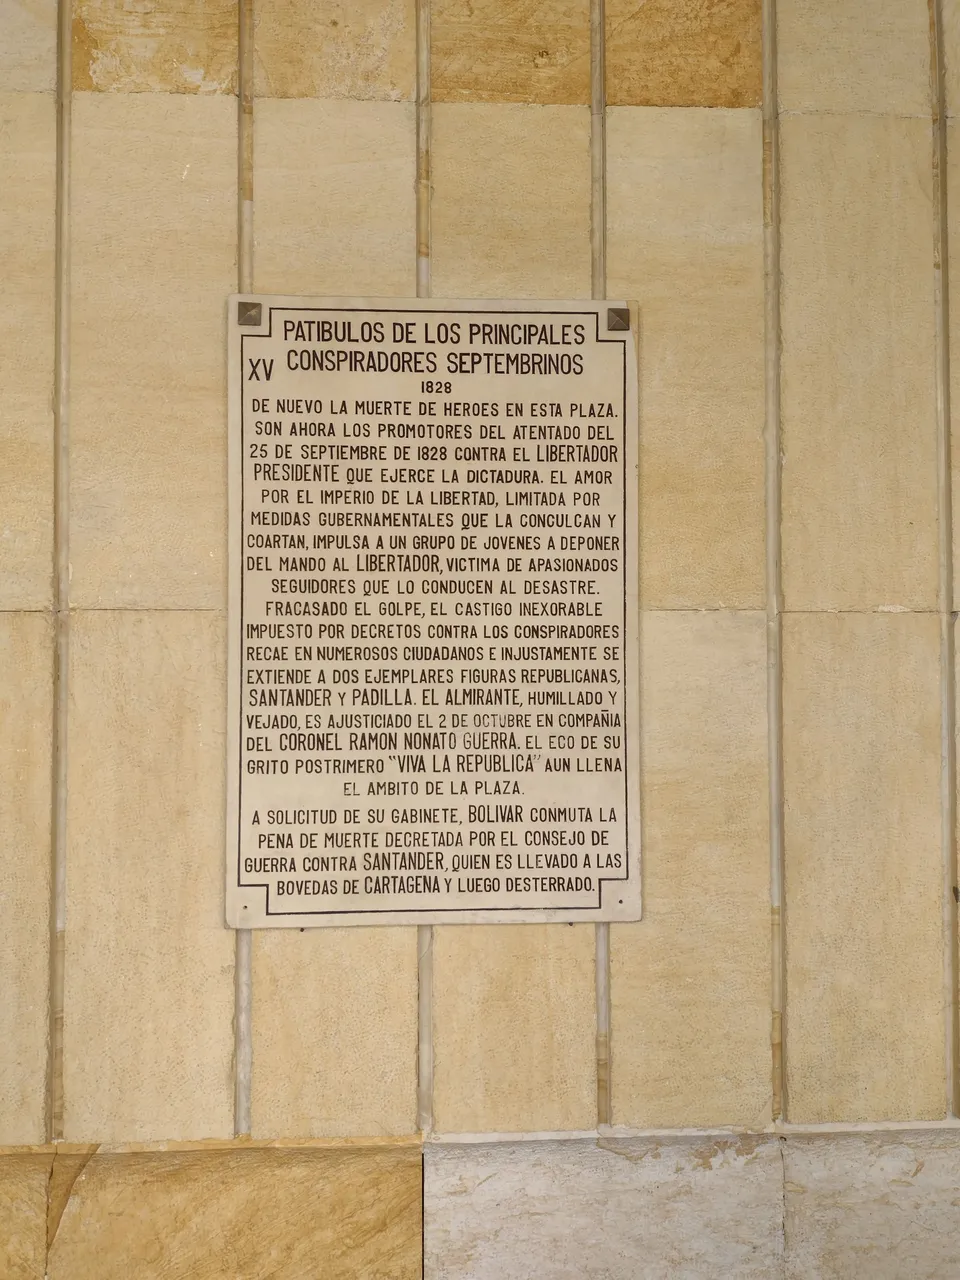 PATIBULOS DE LOS PRINCIPALES
XV CONSPIRADORES SEPTEMBRINOS
1828
DE NUEVO LA MUERTE DE HEROES EN ESTA PLAZA.
SON AHORA LOS PROMOTORES DEL ATENTADO DEL
25 DE SEPTIEMBRE DE 1828 CONTRA EL LIBERTADOR
PRESIDENTE QUE EJERCE LA DICTADURA. EL AMOR
POR EL IMPERIO DE LA LIBERTAD, LIMITADA POR
MEDIDAS GUBERNAMENTALES QUE LA CONCULCAN Y
COARTAN, IMPULSA A UN GRUPO DE JOVENES A DEPONER
DEL MANDO AL LIBERTADOR, VICTIMA DE APASIONADOS
SEGUIDORES QUE LO CONDUCEN AL DESASTRE.
FRACASADO EL GOLPE, EL CASTIGO INEXORABLE
IMPUESTO POR DECRETOS CONTRA LOS CONSPIRADORES
RECAE EN NUMEROSOS CIUDADANOS E INJUSTAMENTE SE
EXTIENDE A DOS EJEMPLARES FIGURAS REPUBLICANAS,
SANTANDER Y PADILLA. EL ALMIRANTE, HUMILLADO Y
VEJADO, ES AJUSTICIADO EL 2 DE OCTUBRE EN COMPAÑIA
DEL CORONEL RAMON NONATO GUERRA. EL ECO DE SU
GRITO POSTRIMERO "VIVA LA REPUBLICA" AUN LLENA
EL AMBITO DE LA PLAZA.
A SOLICITUD DE SU GABINETE, BOLIVAR CONMUTA LA
PENA DE MUERTE DECRETADA POR EL CONSEJO DE
GUERRA CONTRA SANTANDER, QUIEN ES LLEVADO A LAS
BOVEDAS DE CARTAGENA Y LUEGO DESTERRADO.